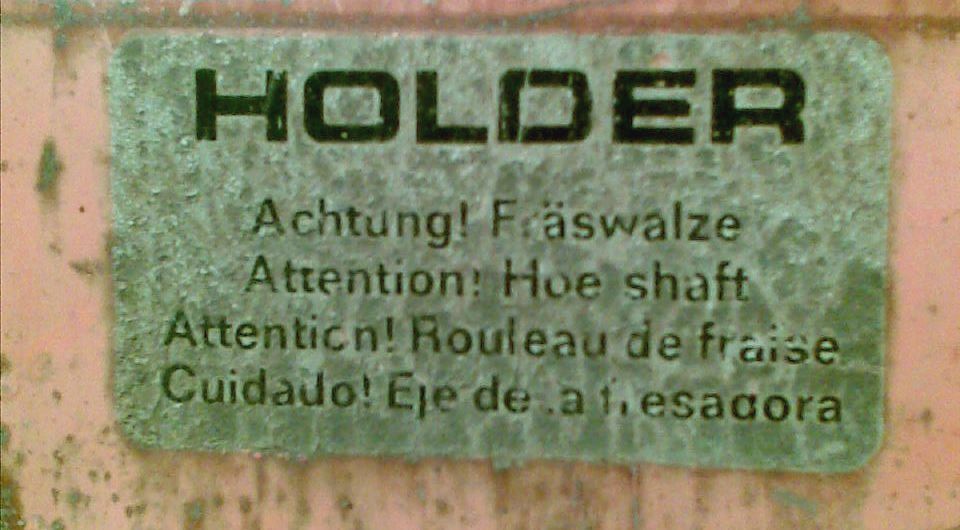 HOLDER
Achtung! Fräswalze
Attention! Hoe shaft
Attention! Rouleau de fraise
Cuidado! Eje de la fresadora